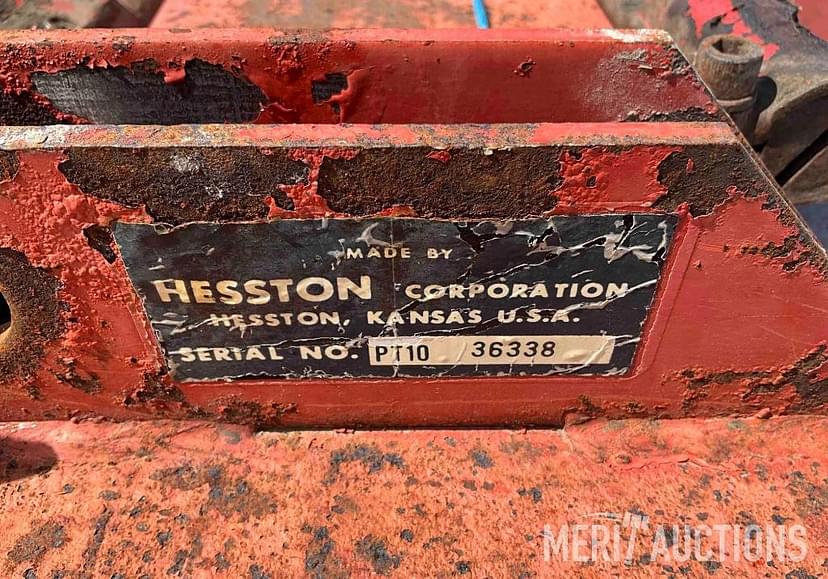 MADE BY
HESSTON CORPORATION
HESSTON, KANSAS U.S.A.
SERIAL NO. PT10 36338
MERIT AUCTIONS